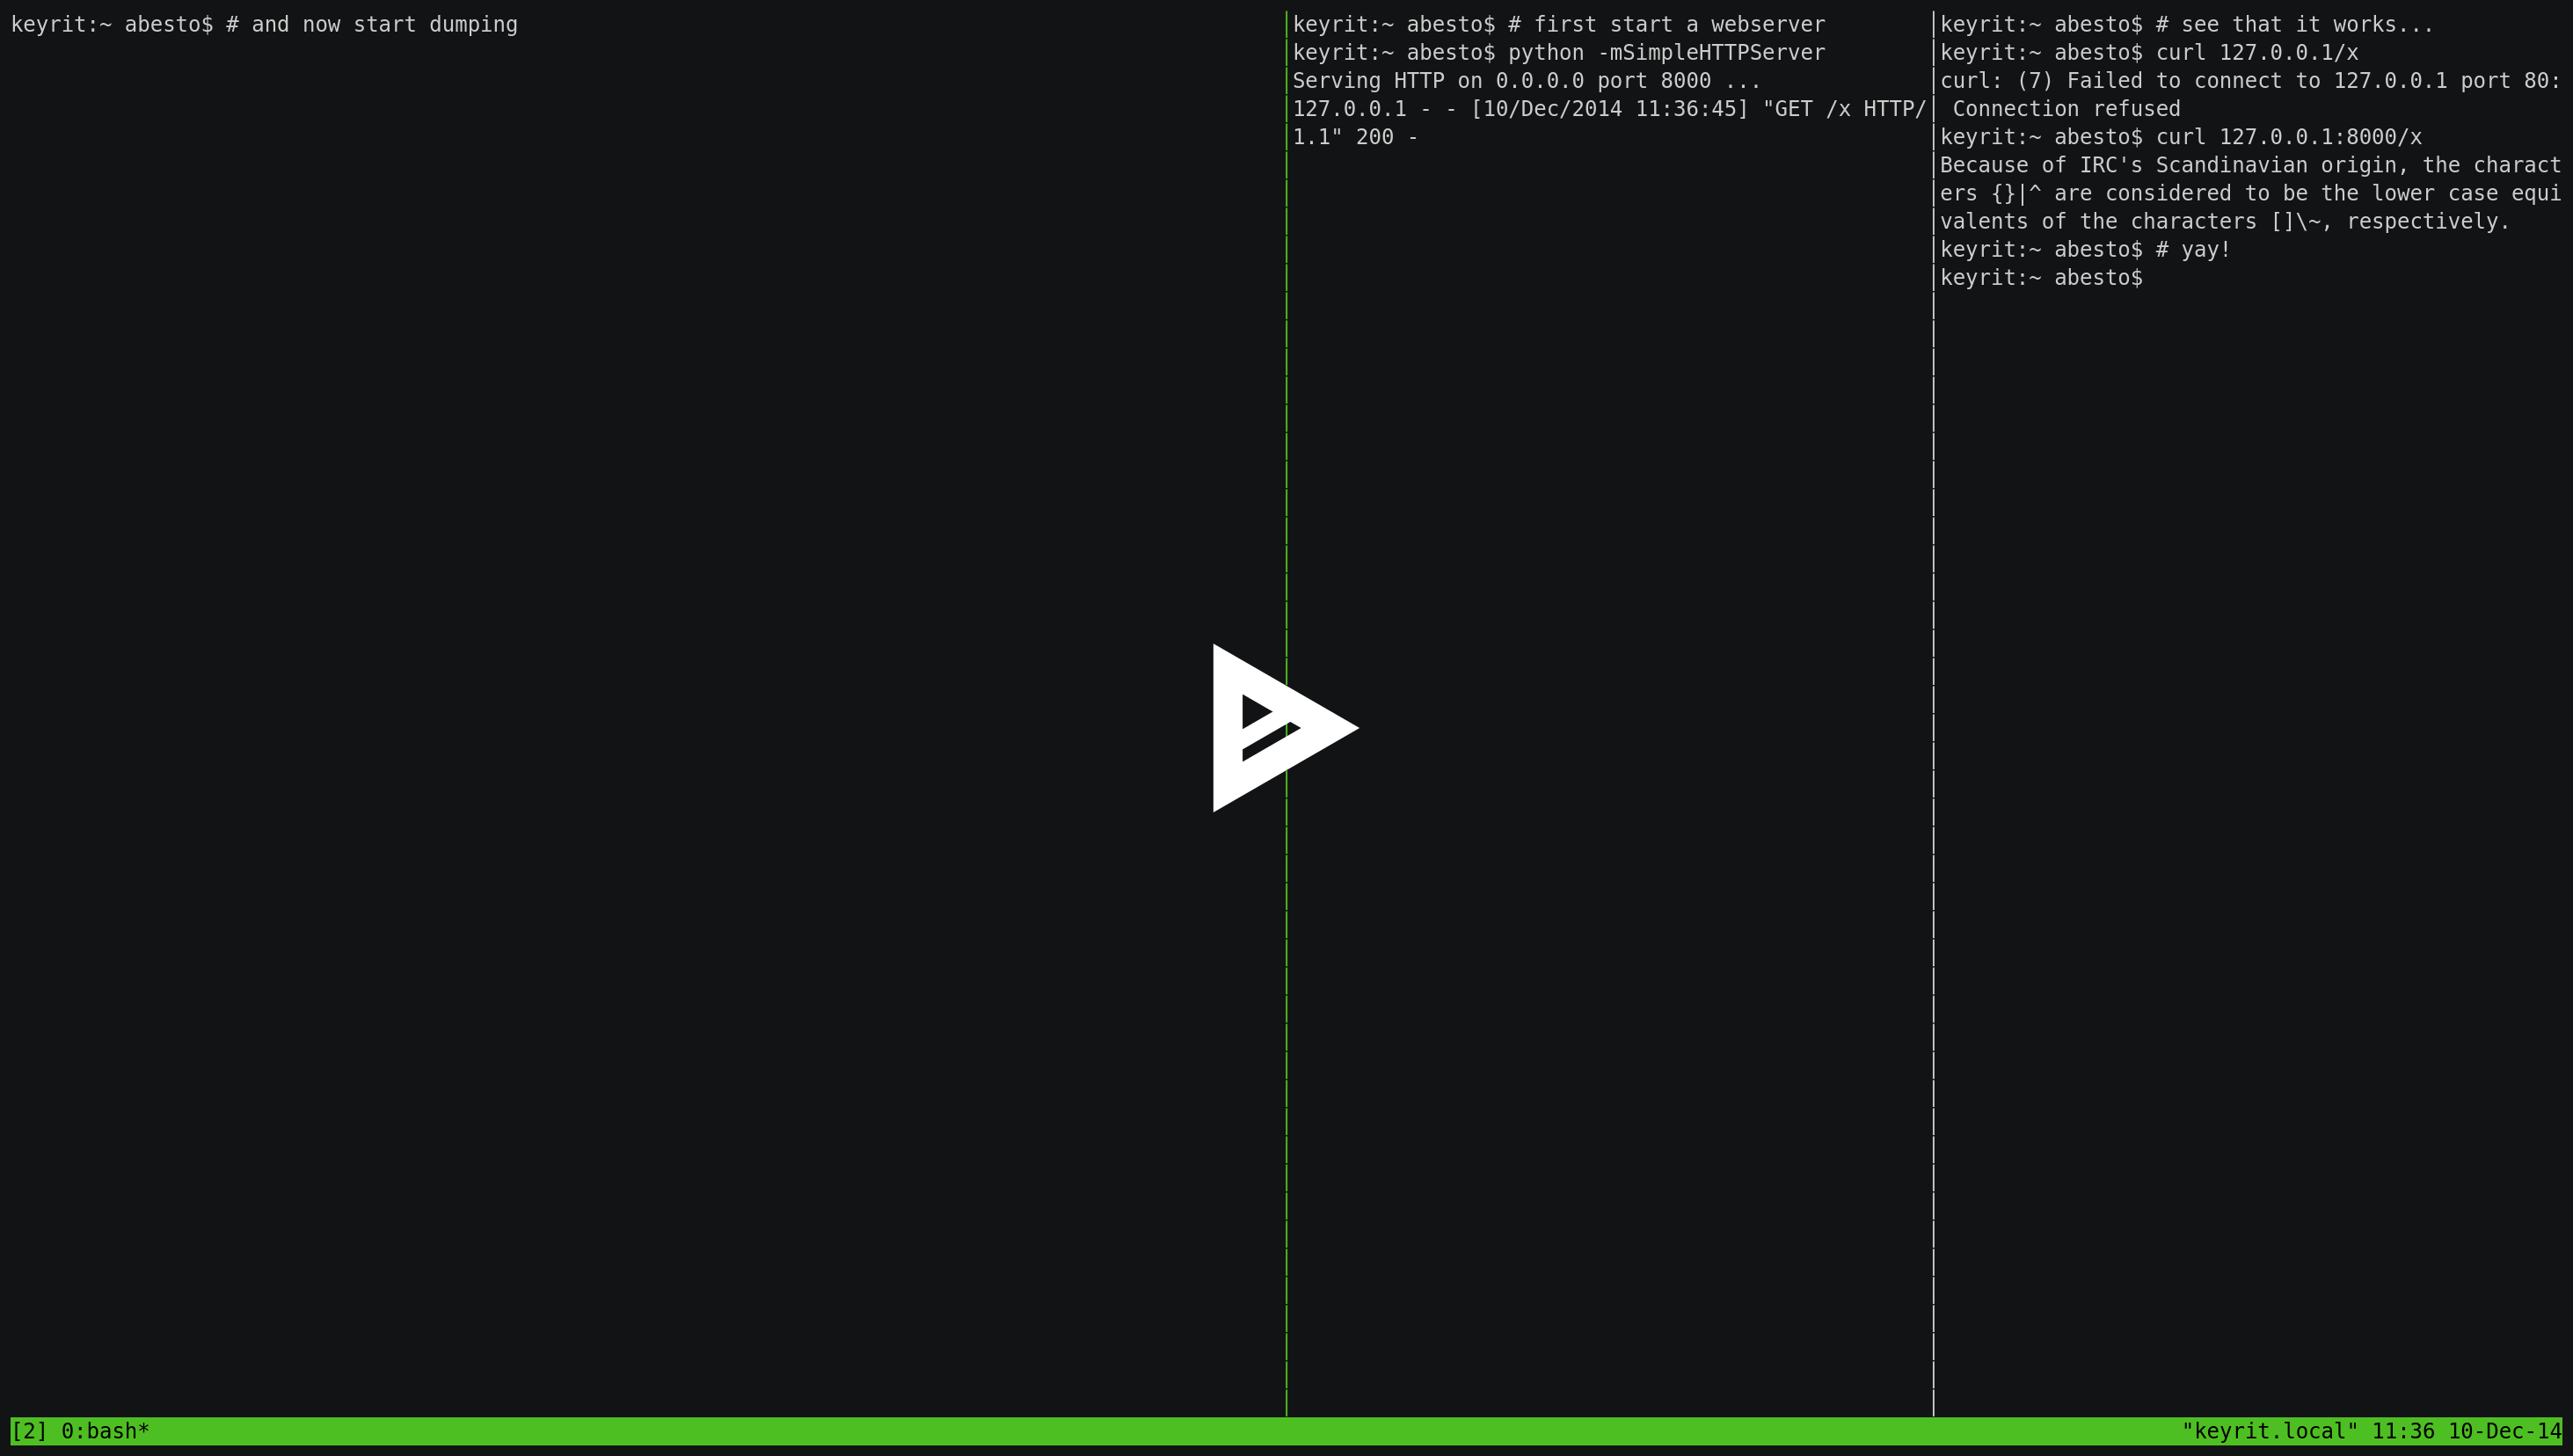 keyrit:~ abesto$ # and now start dumping
keyrit:~ abesto$ # first start a webserver
keyrit:~ abesto$ python -mSimpleHTTPServer
Serving HTTP on 0.0.0.0 port 8000 ...
127.0.0.1 - - [10/Dec/2014 11:36:45] "GET /x HTTP/
1.1" 200 -
keyrit:~ abesto$ # see that it works...
keyrit:~ abesto$ curl 127.0.0.1/x
curl: (7) Failed to connect to 127.0.0.1 port 80:
 Connection refused
keyrit:~ abesto$ curl 127.0.0.1:8000/x
Because of IRC's Scandinavian origin, the charact
ers {}|^ are considered to be the lower case equi
valents of the characters []\~, respectively.
keyrit:~ abesto$ # yay!
keyrit:~ abesto$
[2] 0:bash* "keyrit.local" 11:36 10-Dec-14